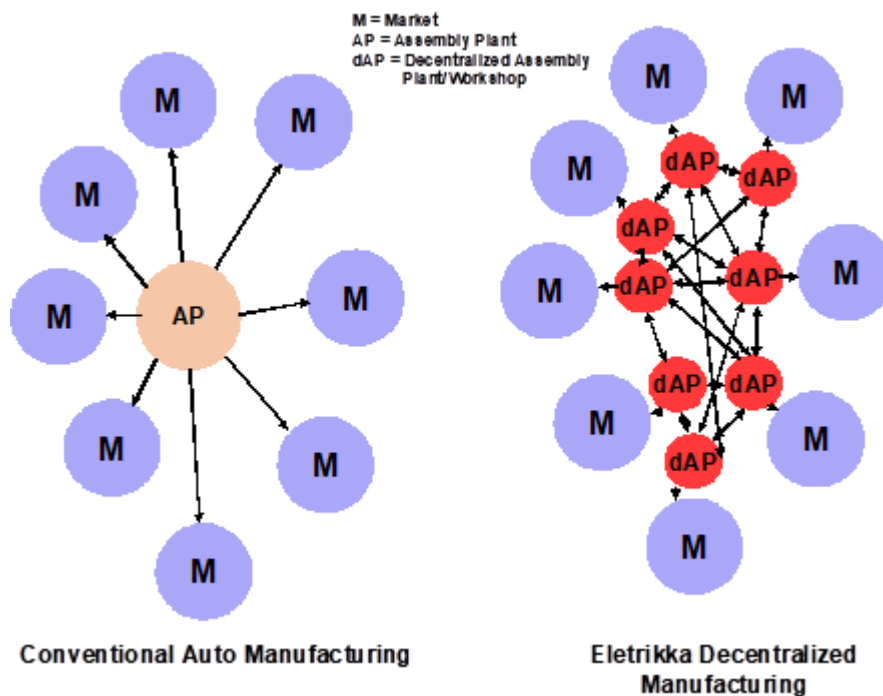 M = Market
AP = Assembly Plant
dAP = Decentralized Assembly
Plant/Workshop
M
M
M
M
M
M
M
M
AP
M
M
M
M
M
M
M
M
dAP
dAP
dAP
dAP
dAP
dAP
dAP
dAP
Conventional Auto Manufacturing
Eletrikka Decentralized
Manufacturing